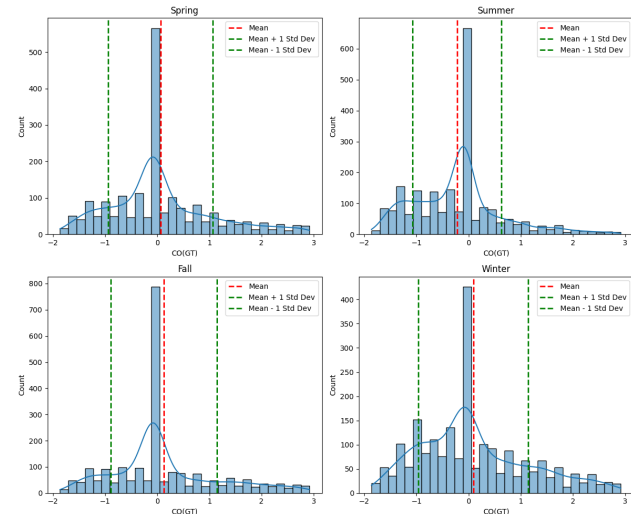 Spring
Count
500
400
300
200
100
0
−2
−1
0
1
2
3
CO(GT)
Mean
Mean + 1 Std Dev
Mean - 1 Std Dev
Summer
Count
600
500
400
300
200
100
0
−2
−1
0
1
2
3
CO(GT)
Mean
Mean + 1 Std Dev
Mean - 1 Std Dev
Fall
Count
800
700
600
500
400
300
200
100
0
−2
−1
0
1
2
3
CO(GT)
Mean
Mean + 1 Std Dev
Mean - 1 Std Dev
Winter
Count
400
350
300
250
200
150
100
50
0
−2
−1
0
1
2
3
CO(GT)
Mean
Mean + 1 Std Dev
Mean - 1 Std Dev